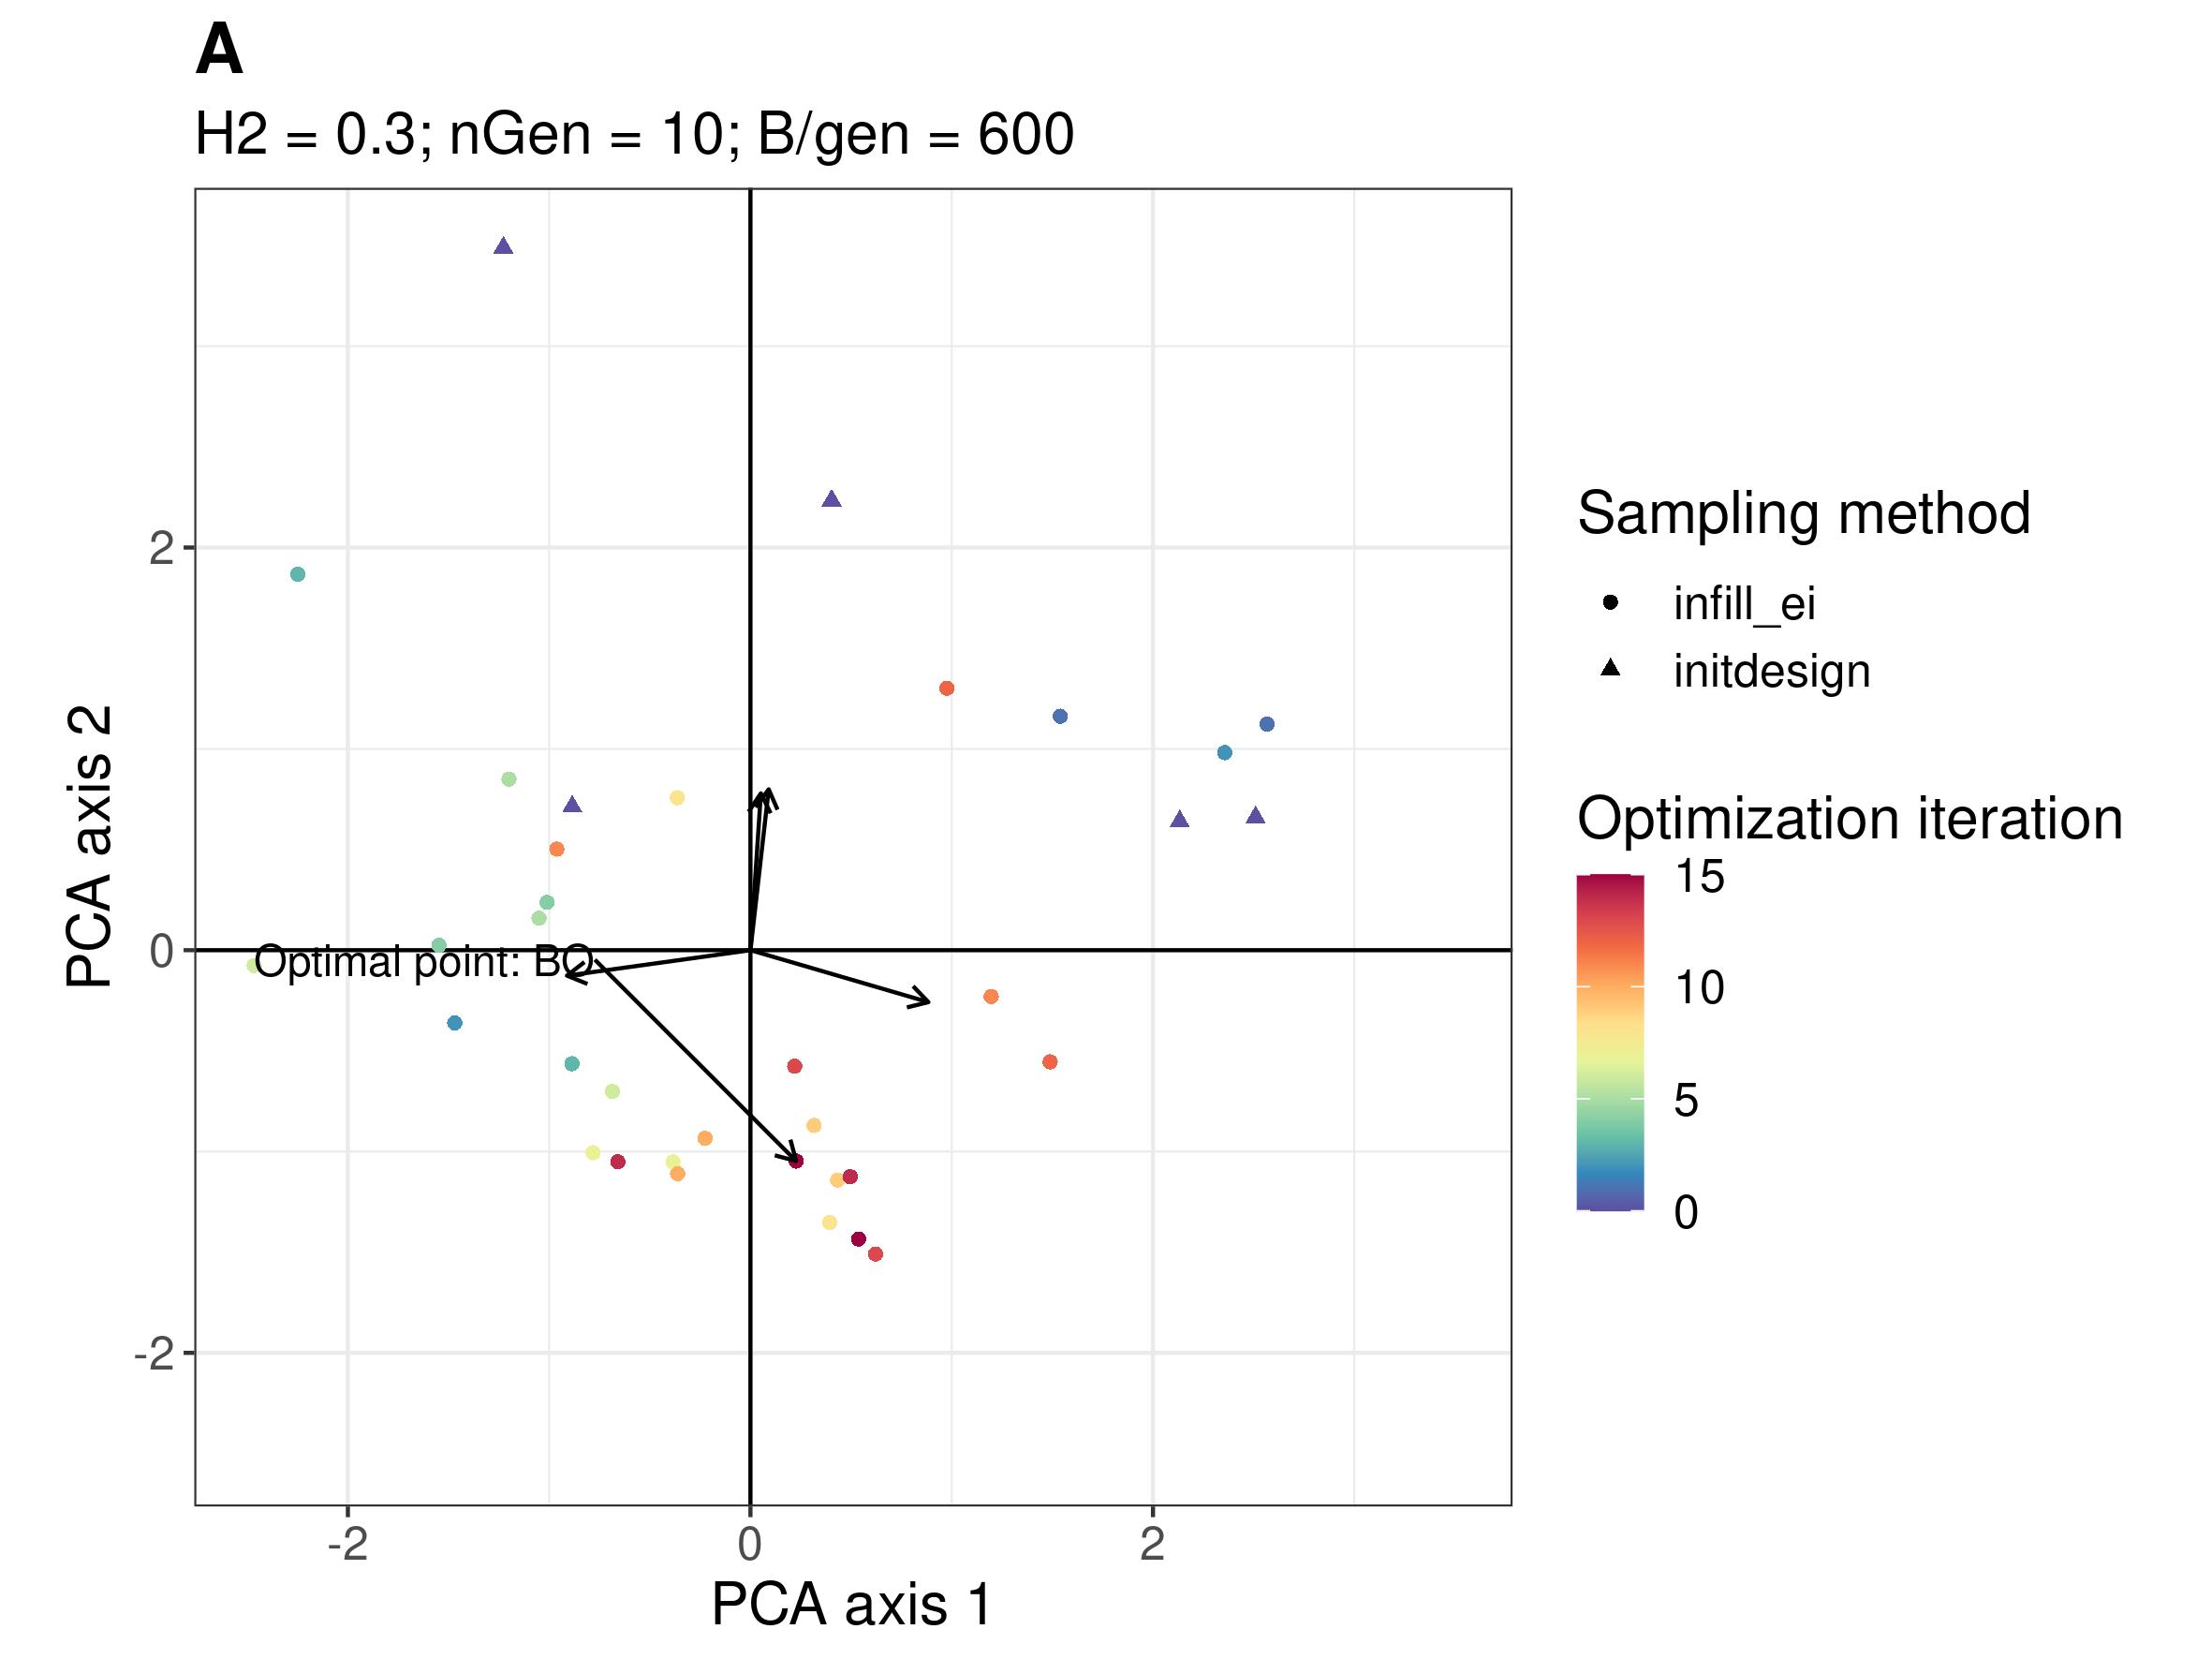 A
H2 = 0.3; nGen = 10; B/gen = 600
PCA axis 2
2
0
-2
Optimal point: BO
-2
0
2
PCA axis 1
Sampling method
infill_ei
initdesign
Optimization iteration
15
10
5
0